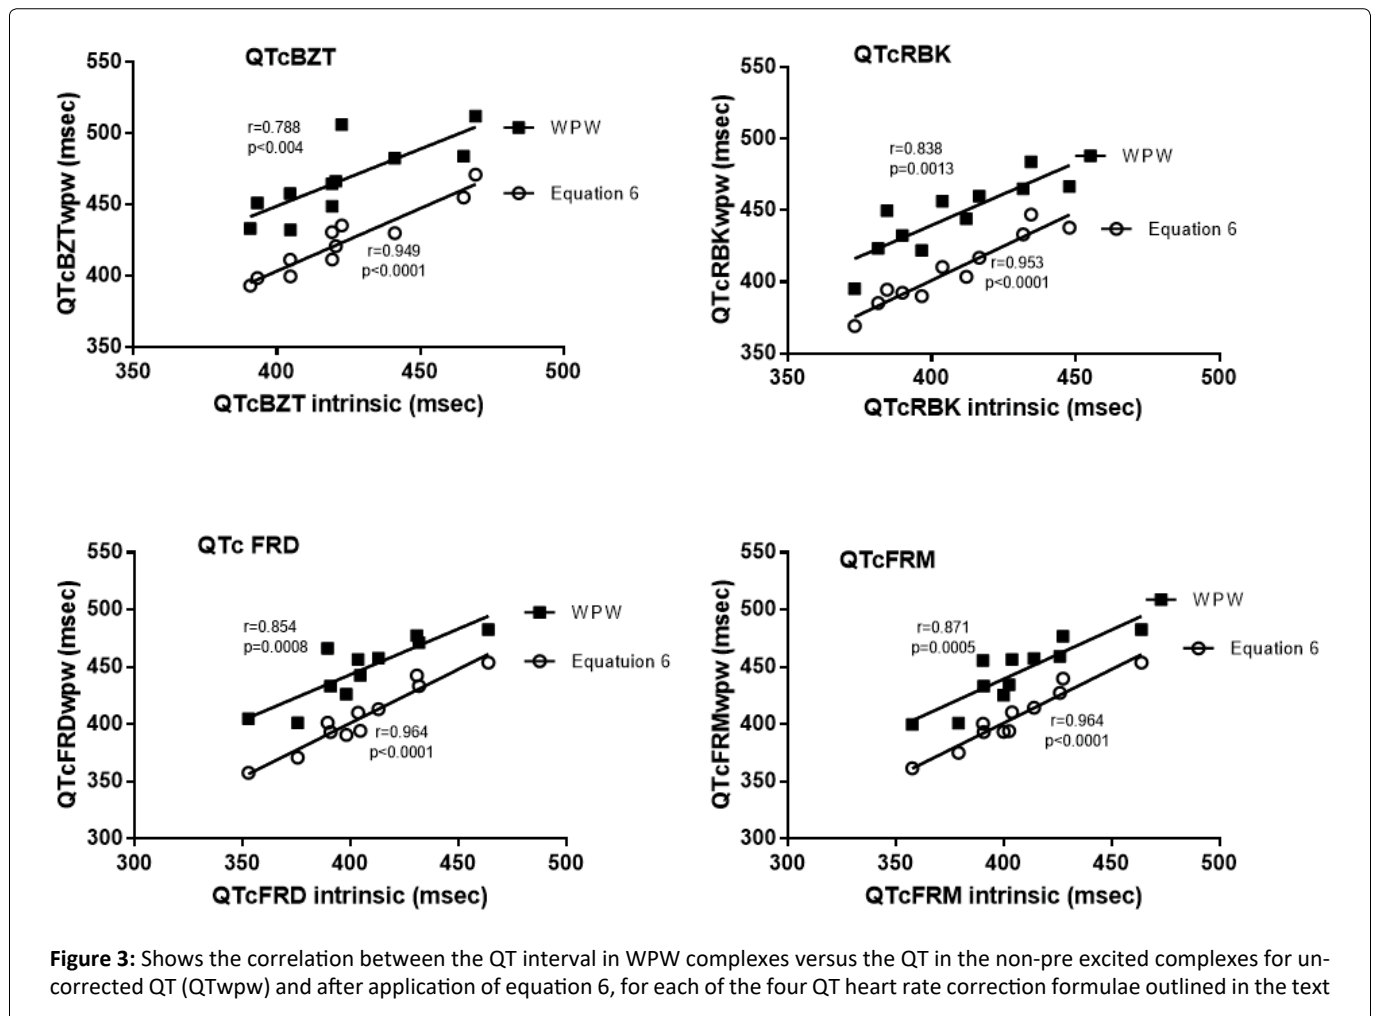 QTcBZT
550
500
450
400
350
350
400
450
500
QTcBZTwpw (msec)
QTcBZT intrinsic (msec)
r=0.788
p<0.004
r=0.949
p<0.0001
WPW
Equation 6
QTcRBK
550
500
450
400
350
350
400
450
500
QTcRBKwpw (msec)
QTcRBK intrinsic (msec)
r=0.838
p=0.0013
r=0.953
p<0.0001
WPW
Equation 6
QTc FRD
550
500
450
400
350
300
300
350
400
450
500
QTcFRDwpw (msec)
QTcFRD intrinsic (msec)
r=0.854
p=0.0008
r=0.964
p<0.0001
WPW
Equatuion 6
QTcFRM
550
500
450
400
350
300
300
350
400
450
500
QTcFRMwpw (msec)
QTcFRM intrinsic (msec)
r=0.871
p=0.0005
r=0.964
p<0.0001
WPW
Equation 6
Figure 3: Shows the correlation between the QT interval in WPW complexes versus the QT in the non-pre excited complexes for un-
corrected QT (QTwpw) and after application of equation 6, for each of the four QT heart rate correction formulae outlined in the text